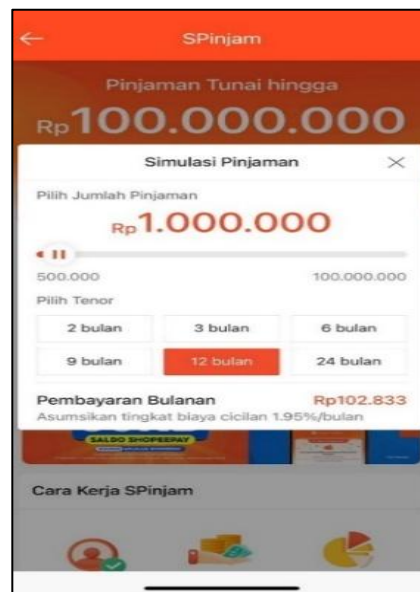 SPinjam
Pinjaman Tunai hingga
Rp100.000.000
Simulasi Pinjaman
Pilih Jumlah Pinjaman
Rp1.000.000
500.000 100.000.000
Pilih Tenor
2 bulan 3 bulan 6 bulan
9 bulan 12 bulan 24 bulan
Pembayaran Bulanan Rp102.833
Asumsikan tingkat biaya cicilan 1.95%/bulan
SALDO SHOPEEPAY
Cara Kerja SPinjam